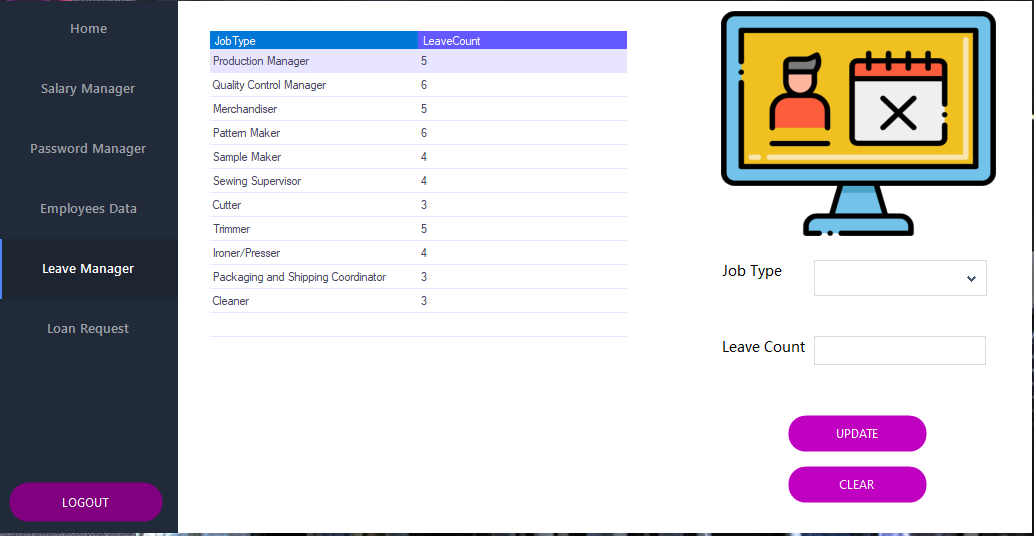 Home
Salary Manager
Password Manager
Employees Data
Leave Manager
Loan Request
LOGOUT
JobType LeaveCount
Production Manager 5
Quality Control Manager 6
Merchandiser 5
Pattern Maker 6
Sample Maker 4
Sewing Supervisor 4
Cutter 3
Trimmer 5
Ironer/Presser 4
Packaging and Shipping Coordinator 3
Cleaner 3
Job Type
Leave Count
UPDATE
CLEAR